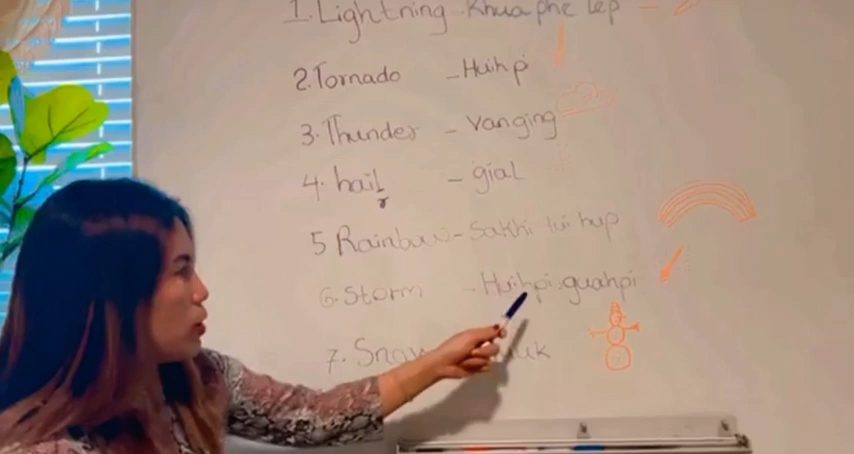 1. Lightning - Khua phe lep -
2. Tornado - Huihpi
3. Thunder - Vanging
4. hail - gial
5 Rainbow - Sakhi tui hup
6. Storm - Huihpi guahpi
7.